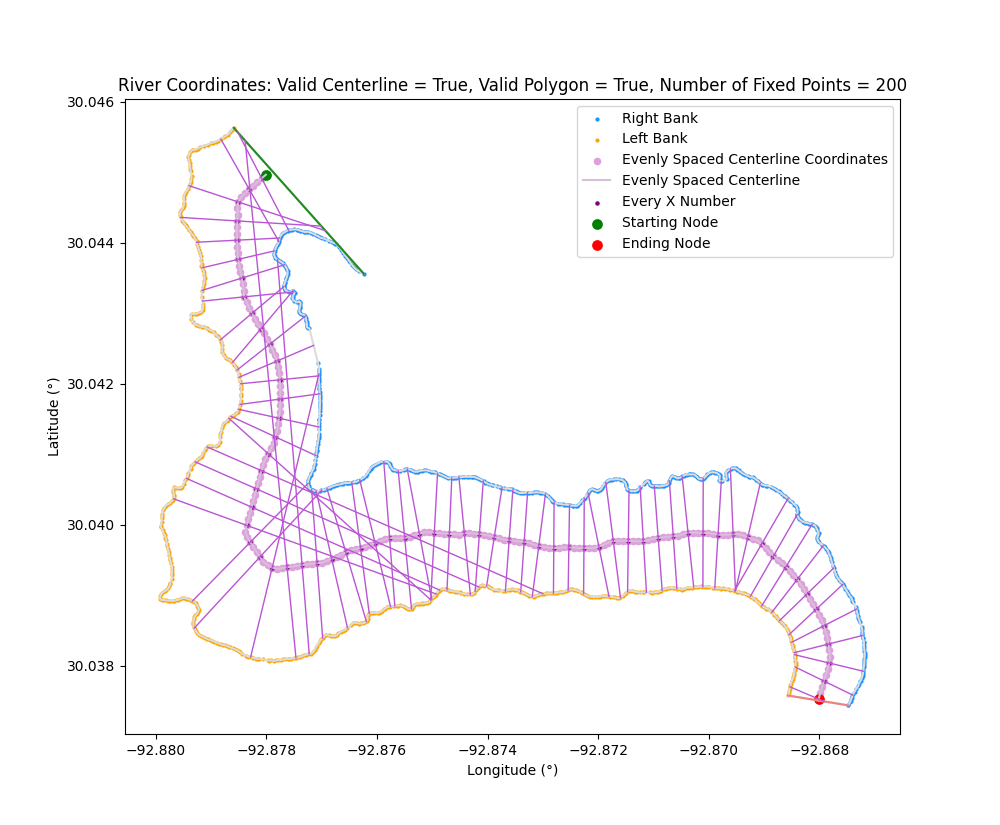 River Coordinates: Valid Centerline = True, Valid Polygon = True, Number of Fixed Points = 200
30.046
30.044
30.042
30.040
30.038
Latitude (°)
Right Bank
Left Bank
Evenly Spaced Centerline Coordinates
Evenly Spaced Centerline
Every X Number
Starting Node
Ending Node
−92.880 −92.878 −92.876 −92.874 −92.872 −92.870 −92.868
Longitude (°)